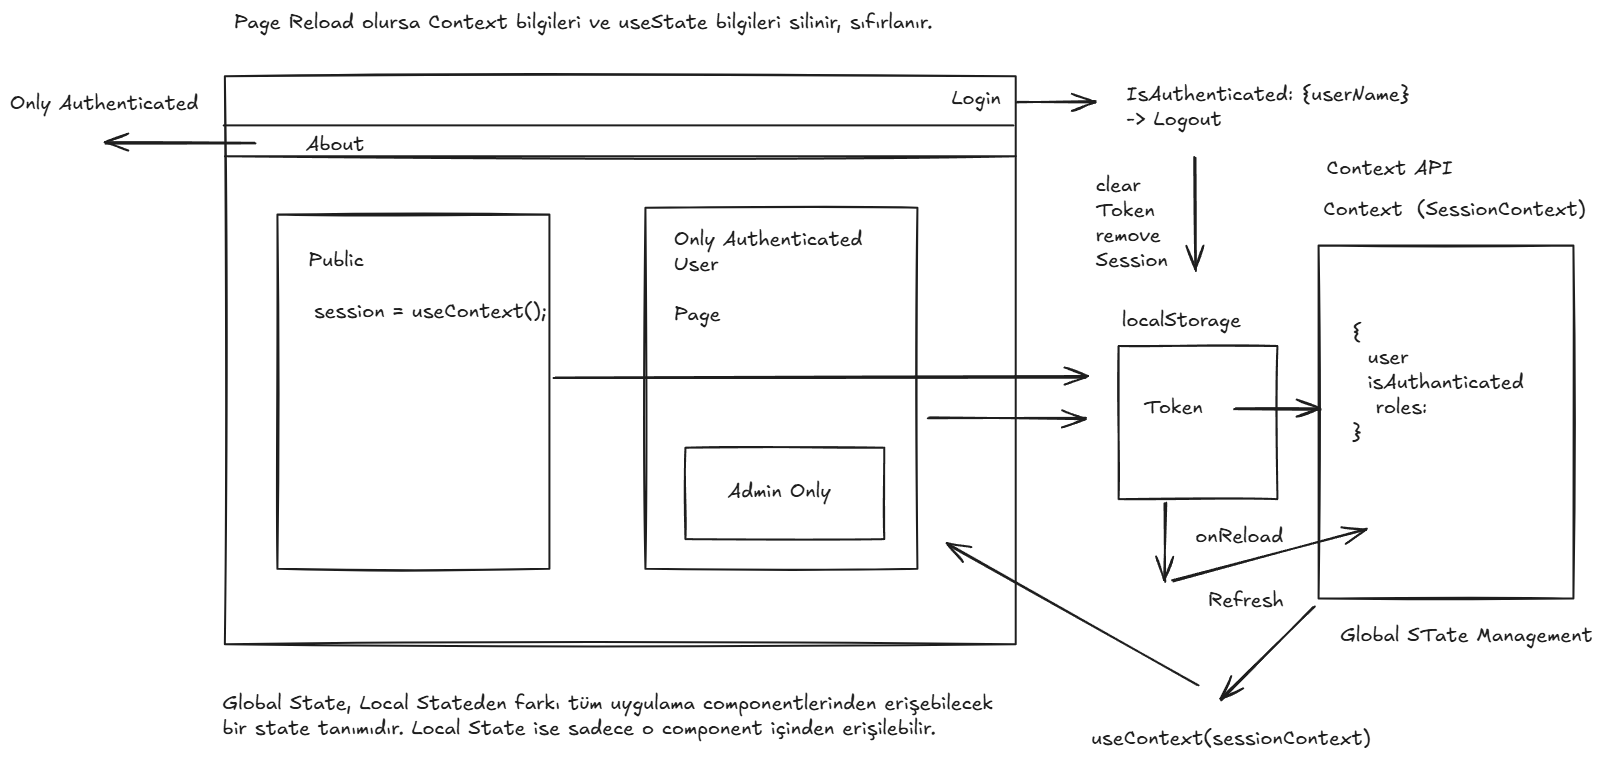 Page Reload olursa Context bilgileri ve useState bilgileri silinir, sıfırlanır.
Only Authenticated
Login
IsAuthenticated: {userName}
-> Logout
About
Context API
Context (SessionContext)
clear
Token
remove
Session
Public
session = useContext();
Only Authenticated
User
Page
Admin Only
localStorage
Token
{
user
isAuthanticated
roles:
}
onReload
Refresh
Global STate Management
Global State, Local Stateden farkı tüm uygulama componentlerinden erişebilecek
bir state tanımıdır. Local State ise sadece o component içinden erişilebilir.
useContext(sessionContext)